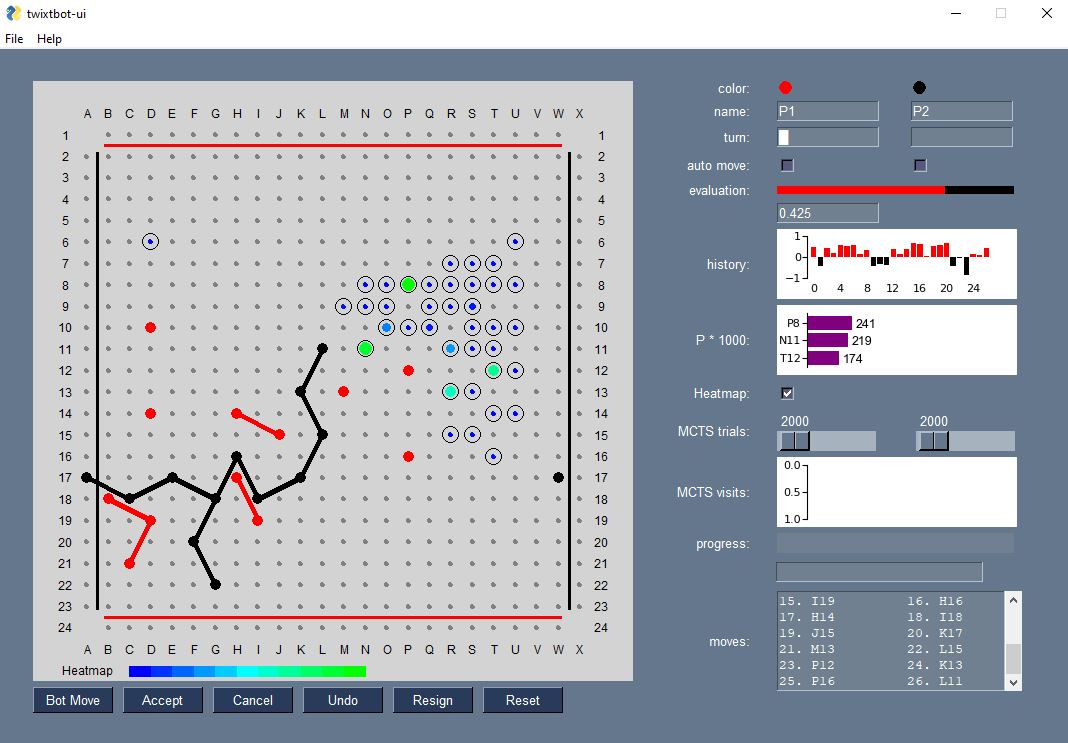 twixtbot-ui
File Help
A B C D E F G H I J K L M N O P Q R S T U V W X
1 1
2 2
3 3
4 4
5 5
6 6
7 7
8 8
9 9
10 10
11 11
12 12
13 13
14 14
15 15
16 16
17 17
18 18
19 19
20 20
21 21
22 22
23 23
24 24
A B C D E F G H I J K L M N O P Q R S T U V W X
Heatmap
Bot Move Accept Cancel Undo Resign Reset
color:
name: P1 P2
turn:
auto move:
evaluation:
0.425
history:
1
0
-1
0 4 8 12 16 20 24
P * 1000:
P8 241
N11 219
T12 174
Heatmap:
MCTS trials: 2000 2000
MCTS visits:
0.0
0.5
1.0
progress:
moves:
15. I19 16. H16
17. H14 18. I18
19. J15 20. K17
21. M13 22. L15
23. P12 24. K13
25. P16 26. L11